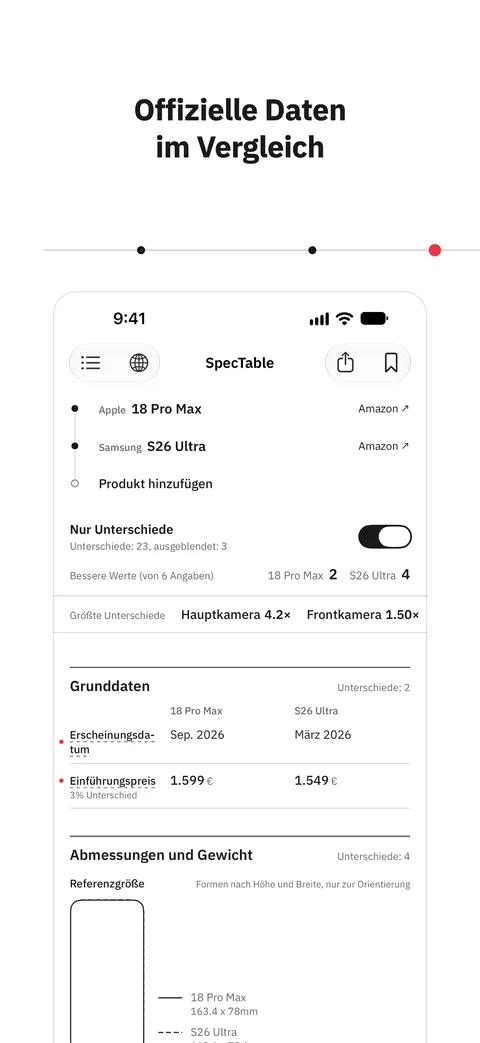 Offizielle Daten
im Vergleich
9:41
SpecTable
Apple 18 Pro Max Amazon ↗
Samsung S26 Ultra Amazon ↗
Produkt hinzufügen
Nur Unterschiede
Unterschiede: 23, ausgeblendet: 3
Bessere Werte (von 6 Angaben) 18 Pro Max 2 S26 Ultra 4
Größte Unterschiede Hauptkamera 4.2× Frontkamera 1.50×
Grunddaten Unterschiede: 2
18 Pro Max S26 Ultra
Erscheinungsda- Sep. 2026 März 2026
tum
Einführungspreis 1.599 € 1.549 €
3% Unterschied
Abmessungen und Gewicht Unterschiede: 4
Referenzgröße Formen nach Höhe und Breite, nur zur Orientierung
18 Pro Max
163.4 x 78mm
S26 Ultra